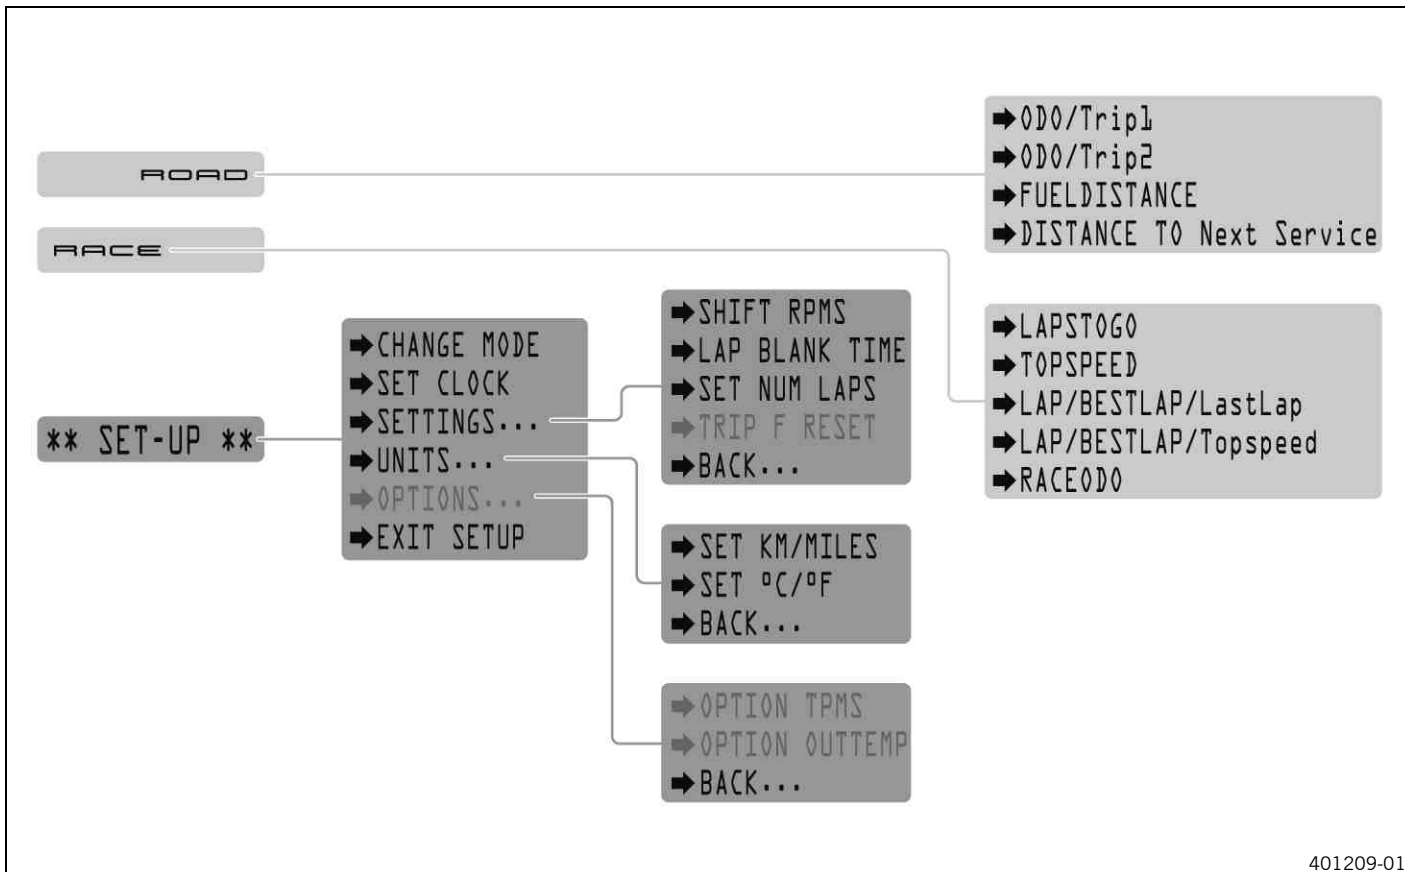 ROAD
RACE
** SET-UP **
CHANGE MODE
SET CLOCK
SETTINGS...
UNITS...
OPTIONS...
EXIT SETUP
SHIFT RPMS
LAP BLANK TIME
SET NUM LAPS
TRIP F RESET
BACK...
SET KM/MILES
SET °C/°F
BACK...
OPTION TPMS
OPTION OUTTEMP
BACK...
ODO/Trip1
ODO/Trip2
FUELDISTANCE
DISTANCE TO Next Service
LAPSTOGO
TOPSPEED
LAP/BESTLAP/LastLap
LAP/BESTLAP/Topspeed
RACEODO
401209-01